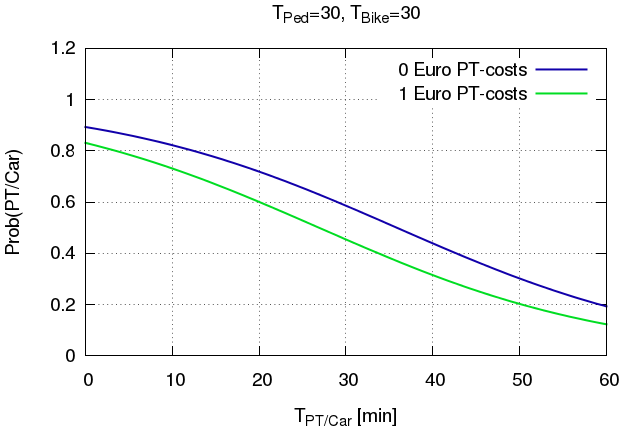 T_Ped=30, T_Bike=30
1.2
0 Euro PT-costs
1 Euro PT-costs
1
0.8
0.6
0.4
0.2
0
Prob(PT/Car)
0 10 20 30 40 50 60
T_PT/Car [min]